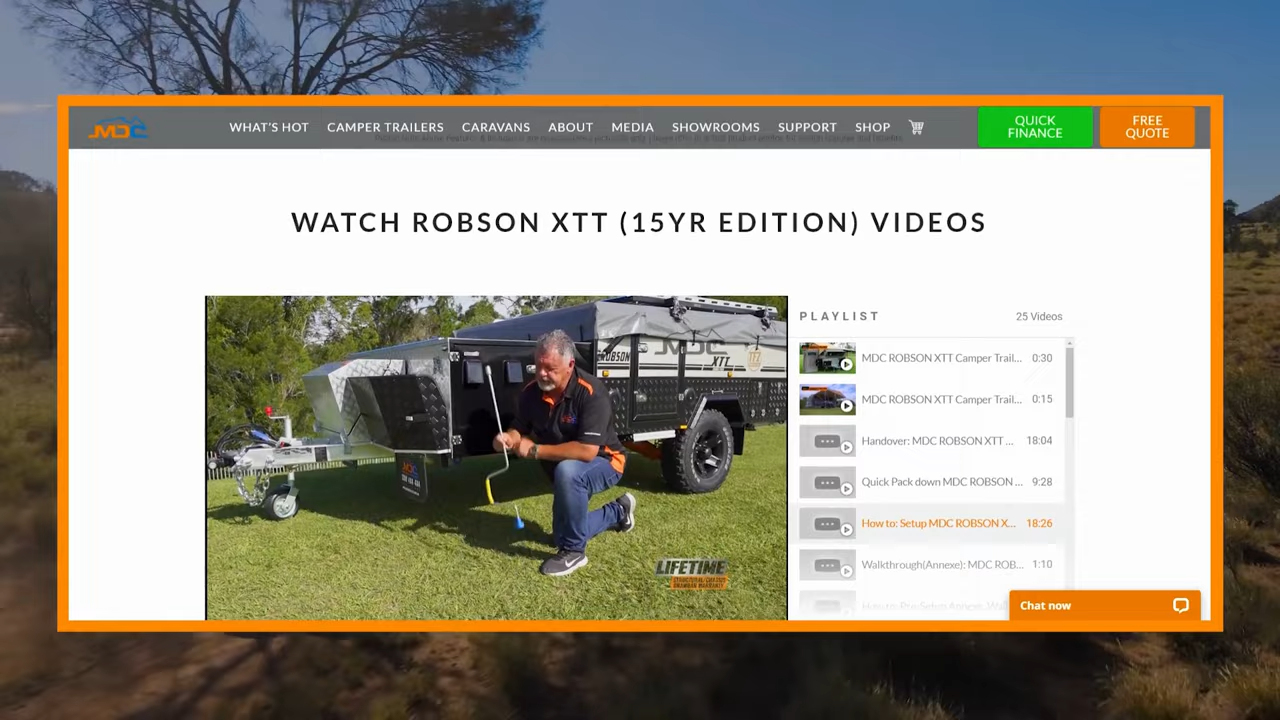 MDC
WHAT'S HOT
CAMPER TRAILERS
CARAVANS
ABOUT
MEDIA
SHOWROOMS
SUPPORT
SHOP
QUICK
FINANCE
FREE
QUOTE
WATCH ROBSON XTT (15YR EDITION) VIDEOS
MDC
ROBSON
XTT
MDC
LIFETIME
PLAYLIST
25 Videos
MDC ROBSON XTT Camper Trail... 0:30
MDC ROBSON XTT Camper Trail... 0:15
Handover: MDC ROBSON XTT ... 18:04
Quick Pack down MDC ROBSON ... 9:28
How to: Setup MDC ROBSON X... 18:26
Walkthrough(Annexe): MDC ROB... 1:10
Chat now